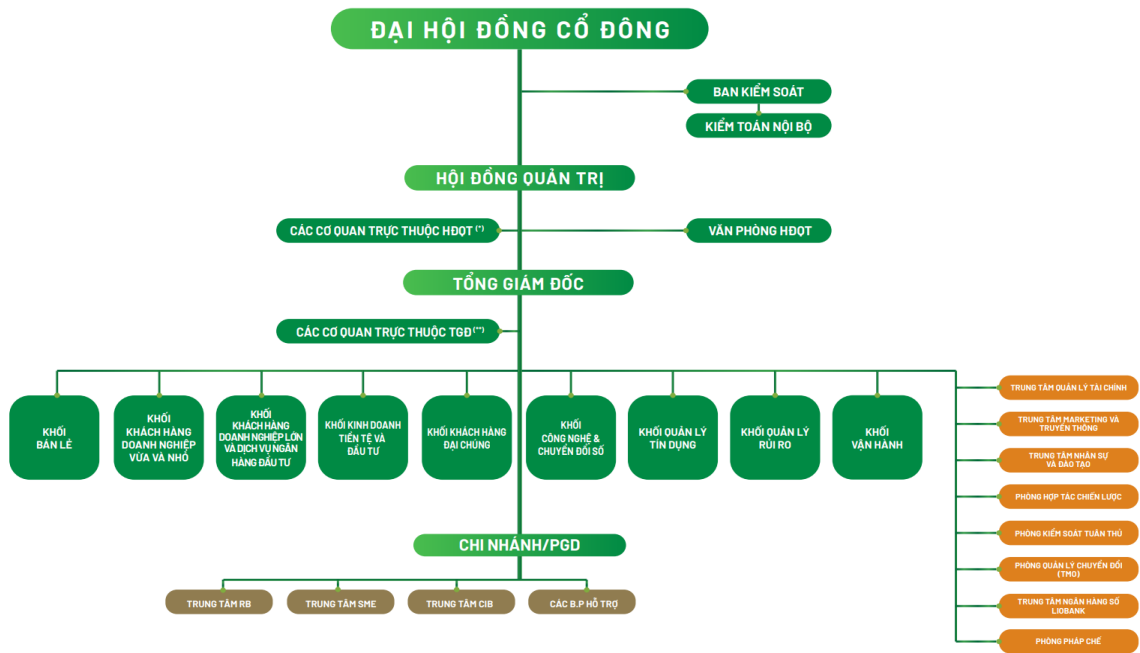 ĐẠI HỘI ĐỒNG CỔ ĐÔNG
BAN KIỂM SOÁT
KIỂM TOÁN NỘI BỘ
HỘI ĐỒNG QUẢN TRỊ
CÁC CƠ QUAN TRỰC THUỘC HĐQT (*)
VĂN PHÒNG HĐQT
TỔNG GIÁM ĐỐC
CÁC CƠ QUAN TRỰC THUỘC TGĐ (**)
KHỐI
BÁN LẺ
KHỐI
KHÁCH HÀNG
DOANH NGHIỆP
VỪA VÀ NHỎ
KHỐI
KHÁCH HÀNG
DOANH NGHIỆP LỚN
VÀ DỊCH VỤ NGÂN
HÀNG ĐẦU TƯ
KHỐI KINH DOANH
TIỀN TỆ VÀ
ĐẦU TƯ
KHỐI KHÁCH HÀNG
ĐẠI CHÚNG
KHỐI
CÔNG NGHỆ &
CHUYỂN ĐỔI SỐ
KHỐI QUẢN LÝ
TÍN DỤNG
KHỐI QUẢN LÝ
RỦI RO
KHỐI
VẬN HÀNH
TRUNG TÂM QUẢN LÝ TÀI CHÍNH
TRUNG TÂM MARKETING VÀ
TRUYỀN THÔNG
TRUNG TÂM NHÂN SỰ
VÀ ĐÀO TẠO
PHÒNG HỢP TÁC CHIẾN LƯỢC
PHÒNG KIỂM SOÁT TUÂN THỦ
PHÒNG QUẢN LÝ CHUYỂN ĐỔI
(TMO)
TRUNG TÂM NGÂN HÀNG SỐ
LIOBANK
PHÒNG PHÁP CHẾ
CHI NHÁNH/PGD
TRUNG TÂM RB
TRUNG TÂM SME
TRUNG TÂM CIB
CÁC B.P HỖ TRỢ